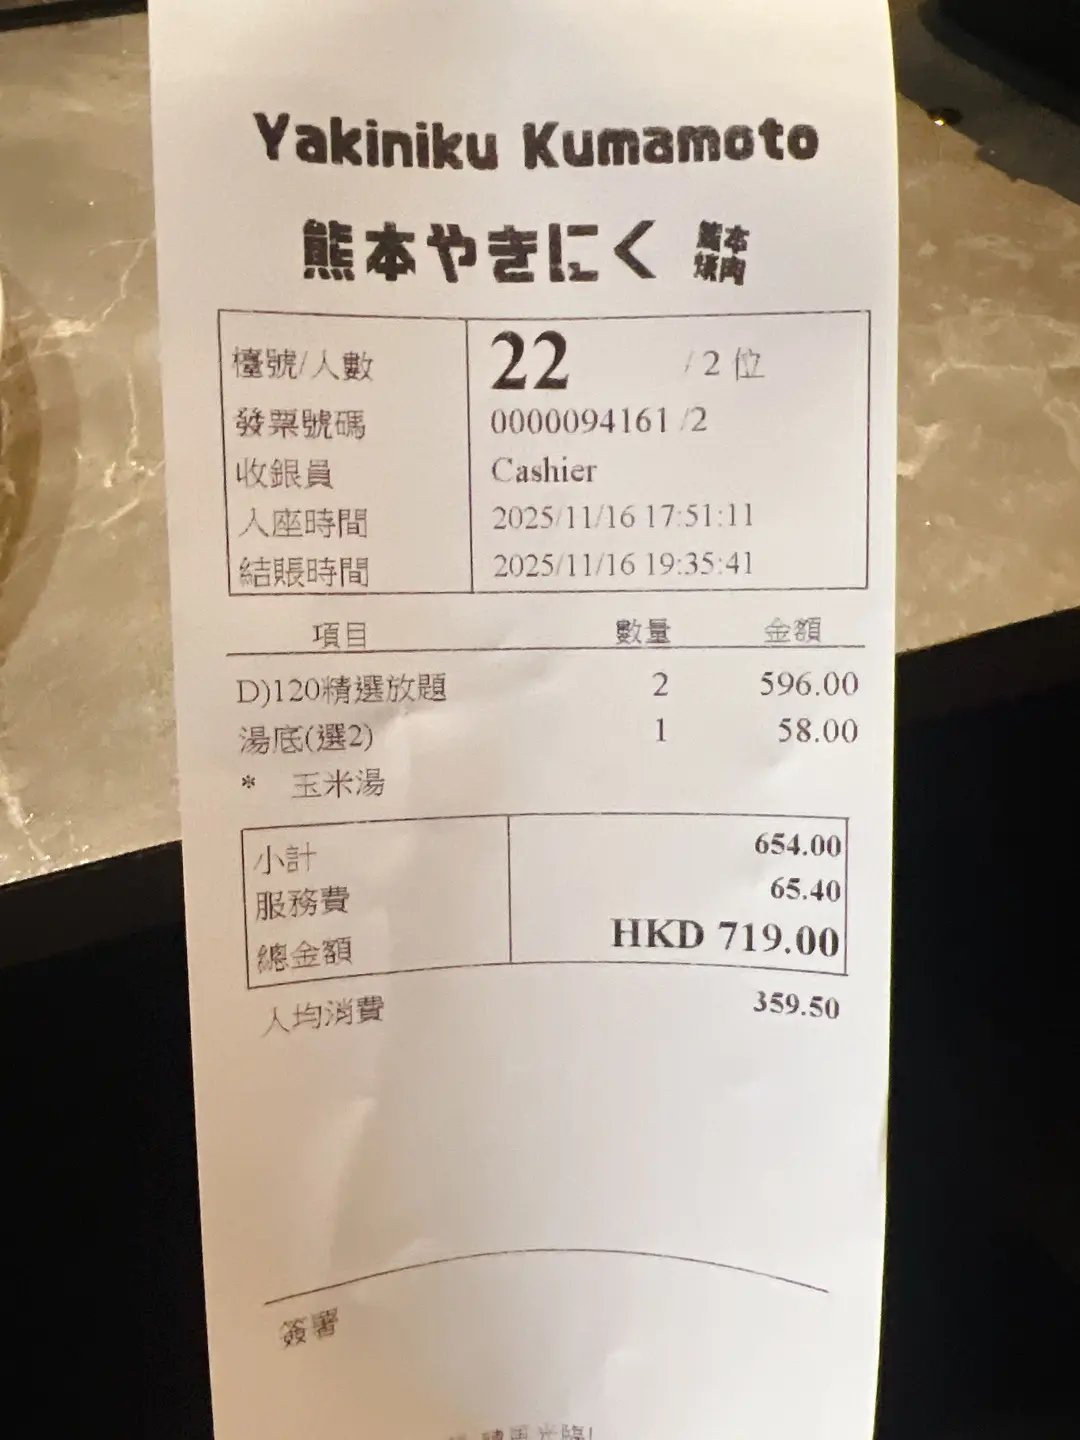 Yakiniku Kumamoto
熊本やきにく 熊本焼肉
檯號/人數 22 /2 位
發票號碼 0000094161 /2
收銀員 Cashier
入座時間 2025/11/16 17:51:11
結賬時間 2025/11/16 19:35:41
項目 數量 金額
D)120精選放題 2 596.00
湯底(選2) 1 58.00
* 玉米湯
小計 654.00
服務費 65.40
總金額 HKD 719.00
人均消費 359.50
簽署
光臨!